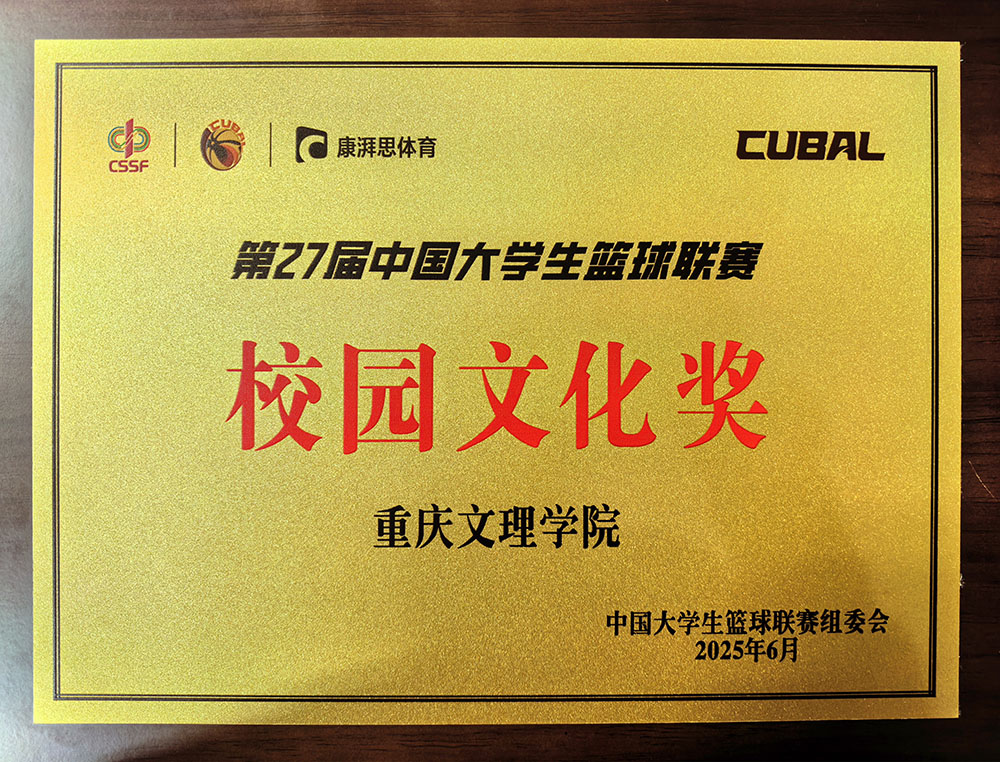 CSSF
CUBAL
康湃思体育
CUBAL
第27届中国大学生篮球联赛
校园文化奖
重庆文理学院
中国大学生篮球联赛组委会
2025年6月